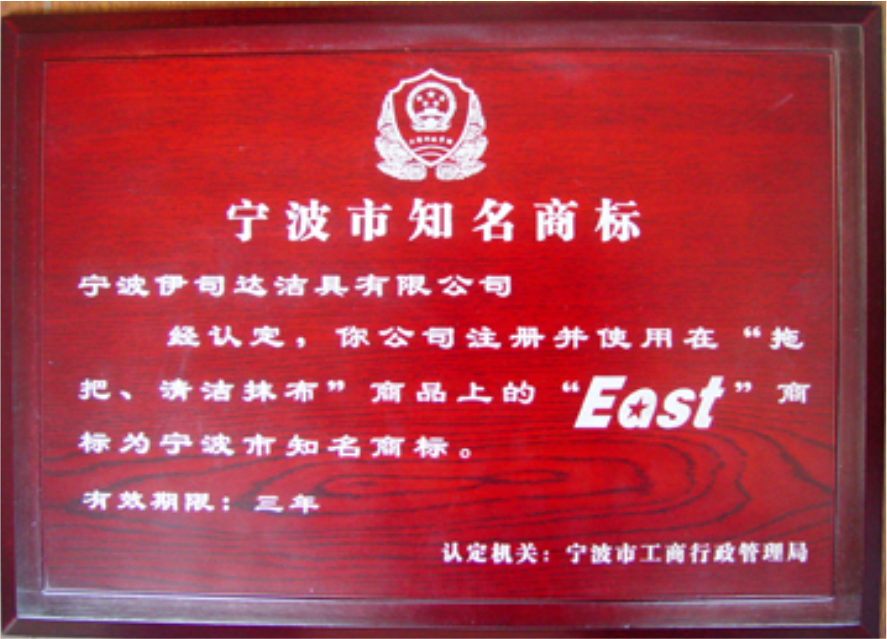 宁波市知名商标
宁波伊司达洁具有限公司
经认定，你公司注册并使用在“拖
把、清洁抹布”商品上的“East”商
标为宁波市知名商标。
有效期限：三年
认定机关：宁波市工商行政管理局